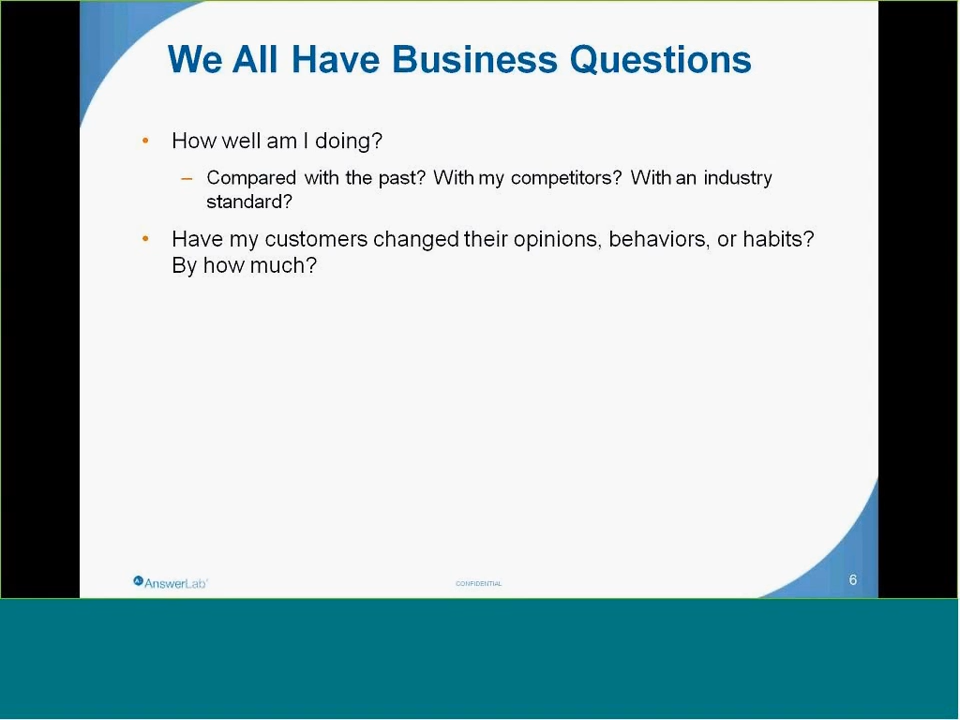 We All Have Business Questions
• How well am I doing?
– Compared with the past? With my competitors? With an industry
standard?
• Have my customers changed their opinions, behaviors, or habits?
By how much?
AnswerLab
CONFIDENTIAL
6